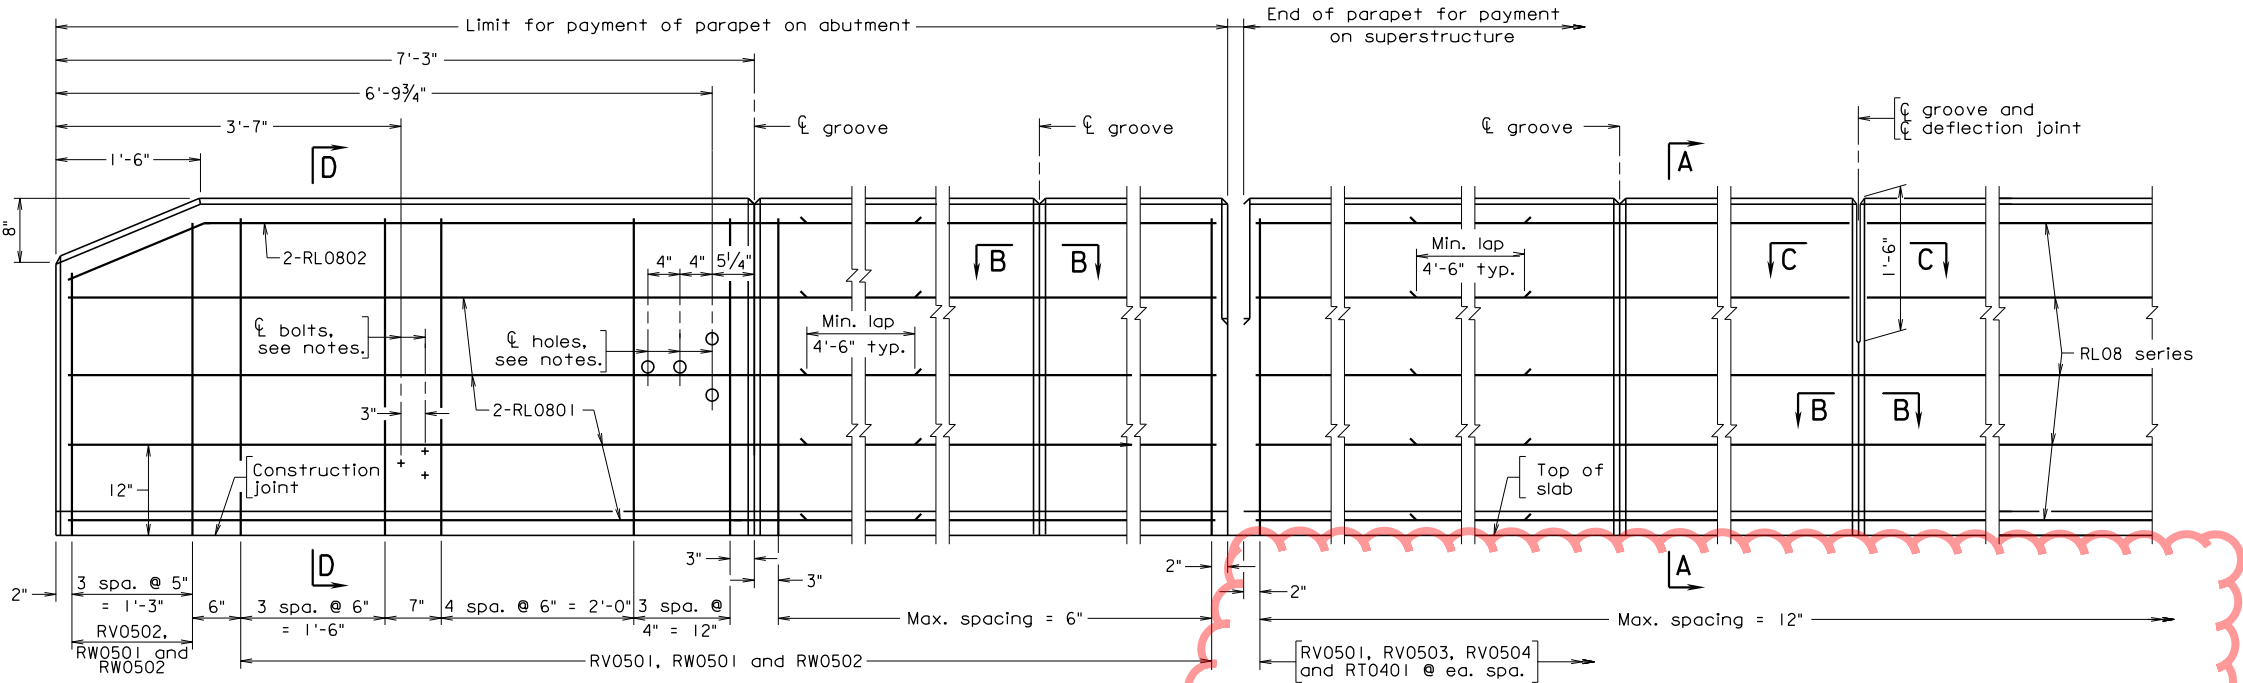 Limit for payment of parapet on abutment
End of parapet for payment
on superstructure
7'-3"
6'-9¾"
3'-7"
1'-6"
℄ groove
℄ groove
℄ groove
℄ groove and
℄ deflection joint
D
A
8"
2-RL0802
4"
4"
5¼"
B
B
Min. lap
4'-6" typ.
C
1'-6"
C
℄ bolts,
see notes.
℄ holes,
see notes.
Min. lap
4'-6" typ.
RL08 series
3"
2-RL0801
B
B
12"
Construction
joint
Top of
slab
D
A
3"
3"
2"
2"
2"
3 spa. @ 5"
= 1'-3"
6"
3 spa. @ 6"
= 1'-6"
7"
4 spa. @ 6" = 2'-0"
3 spa. @
4" = 12"
Max. spacing = 6"
Max. spacing = 12"
RV0502,
RW0501 and
RW0502
RV0501, RW0501 and RW0502
RV0501, RV0503, RV0504
and RT0401 @ ea. spa.